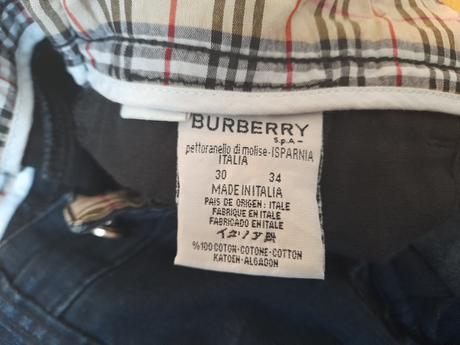 BURBERRY
S.p.A-
pettoranello di molise-ISPARNIA
ITALIA
30 34
MADE IN ITALIA
PAIS DE ORIGEN: ITALE
FABRIQUE EN ITALE
FABRICADO EN ITALE
%100 COTON-COTONE-COTTON
KATOEN-ALGADON